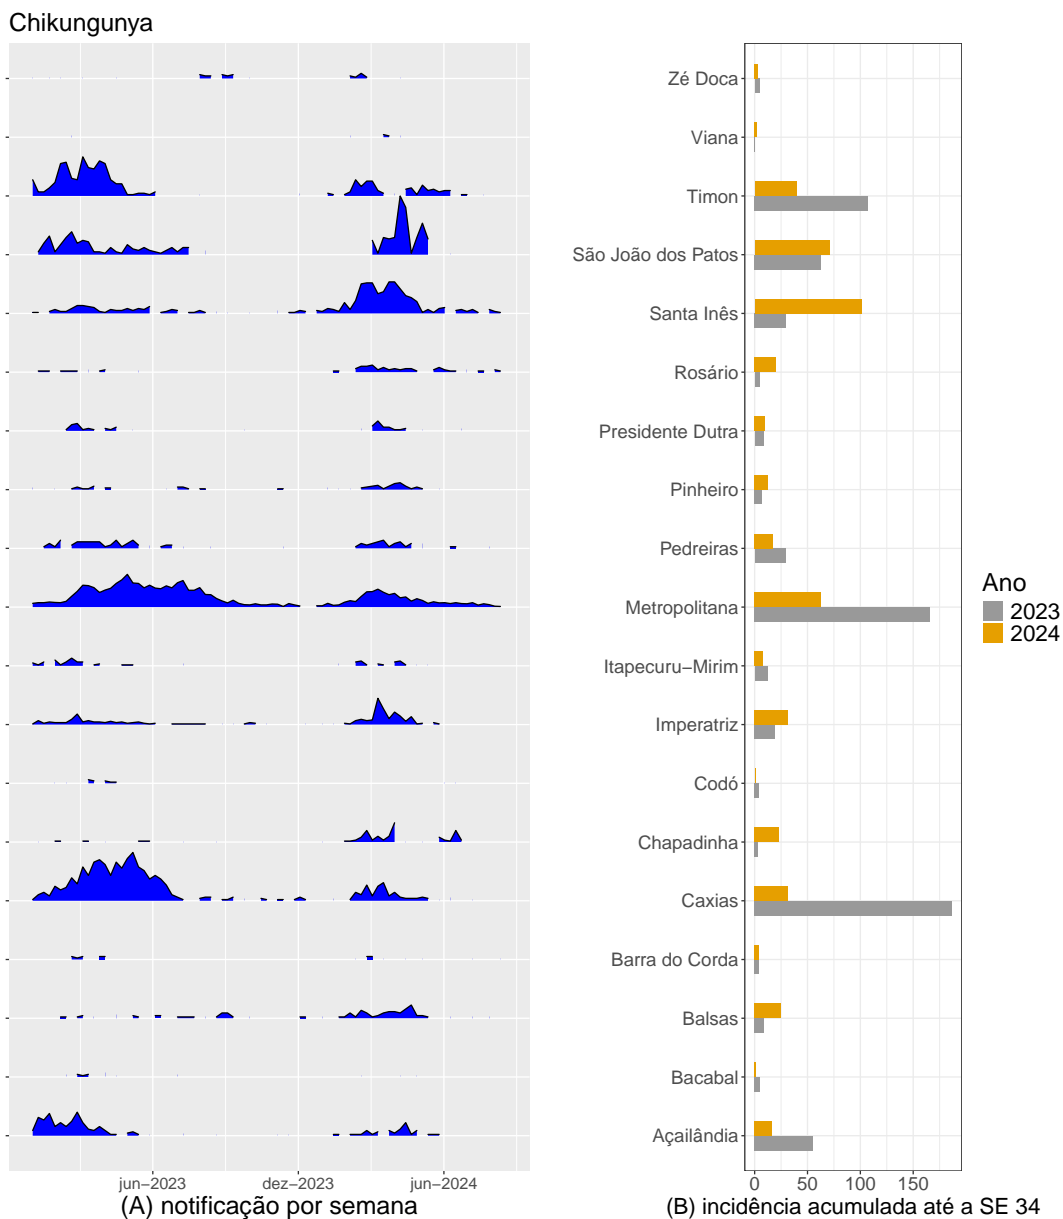 Chikungunya
Zé Doca
Viana
Timon
São João dos Patos
Santa Inês
Rosário
Presidente Dutra
Pinheiro
Pedreiras
Metropolitana
Itapecuru−Mirim
Imperatriz
Codó
Chapadinha
Caxias
Barra do Corda
Balsas
Bacabal
Açailândia
Ano
2023
2024
jun−2023 dez−2023 jun−2024
0 50 100 150
(A) notificação por semana
(B) incidência acumulada até a SE 34